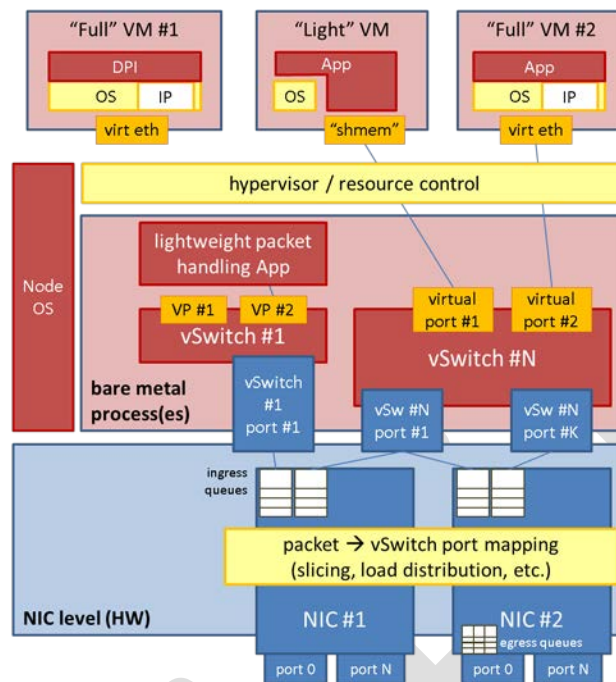 “Full” VM #1
“Light” VM
“Full” VM #2
DPI
App
App
OS
IP
OS
OS
IP
virt eth
“shmem”
virt eth
hypervisor / resource control
Node
OS
lightweight packet
handling App
VP #1
VP #2
virtual
port #1
virtual
port #2
vSwitch #1
vSwitch #N
bare metal
process(es)
vSwitch
#1
port #1
vSw #N
port #1
vSw #N
port #K
ingress
queues
packet → vSwitch port mapping
(slicing, load distribution, etc.)
NIC level (HW)
NIC #1
NIC #2
egress queues
port 0
port N
port 0
port N